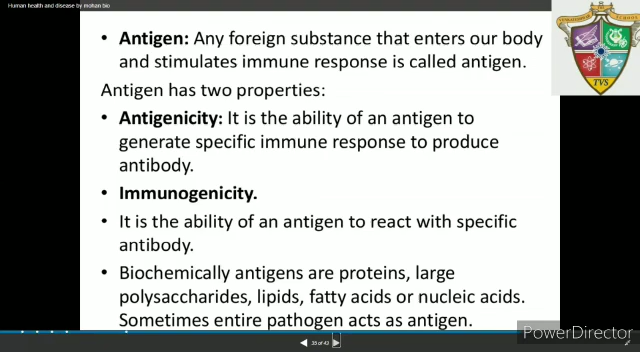 Human health and disease by mohan bio
• Antigen: Any foreign substance that enters our body
and stimulates immune response is called antigen.
Antigen has two properties:
• Antigenicity: It is the ability of an antigen to
generate specific immune response to produce
antibody.
• Immunogenicity.
• It is the ability of an antigen to react with specific
antibody.
• Biochemically antigens are proteins, large
polysaccharides, lipids, fatty acids or nucleic acids.
Sometimes entire pathogen acts as antigen.
TVS
PowerDirector
35 of 43